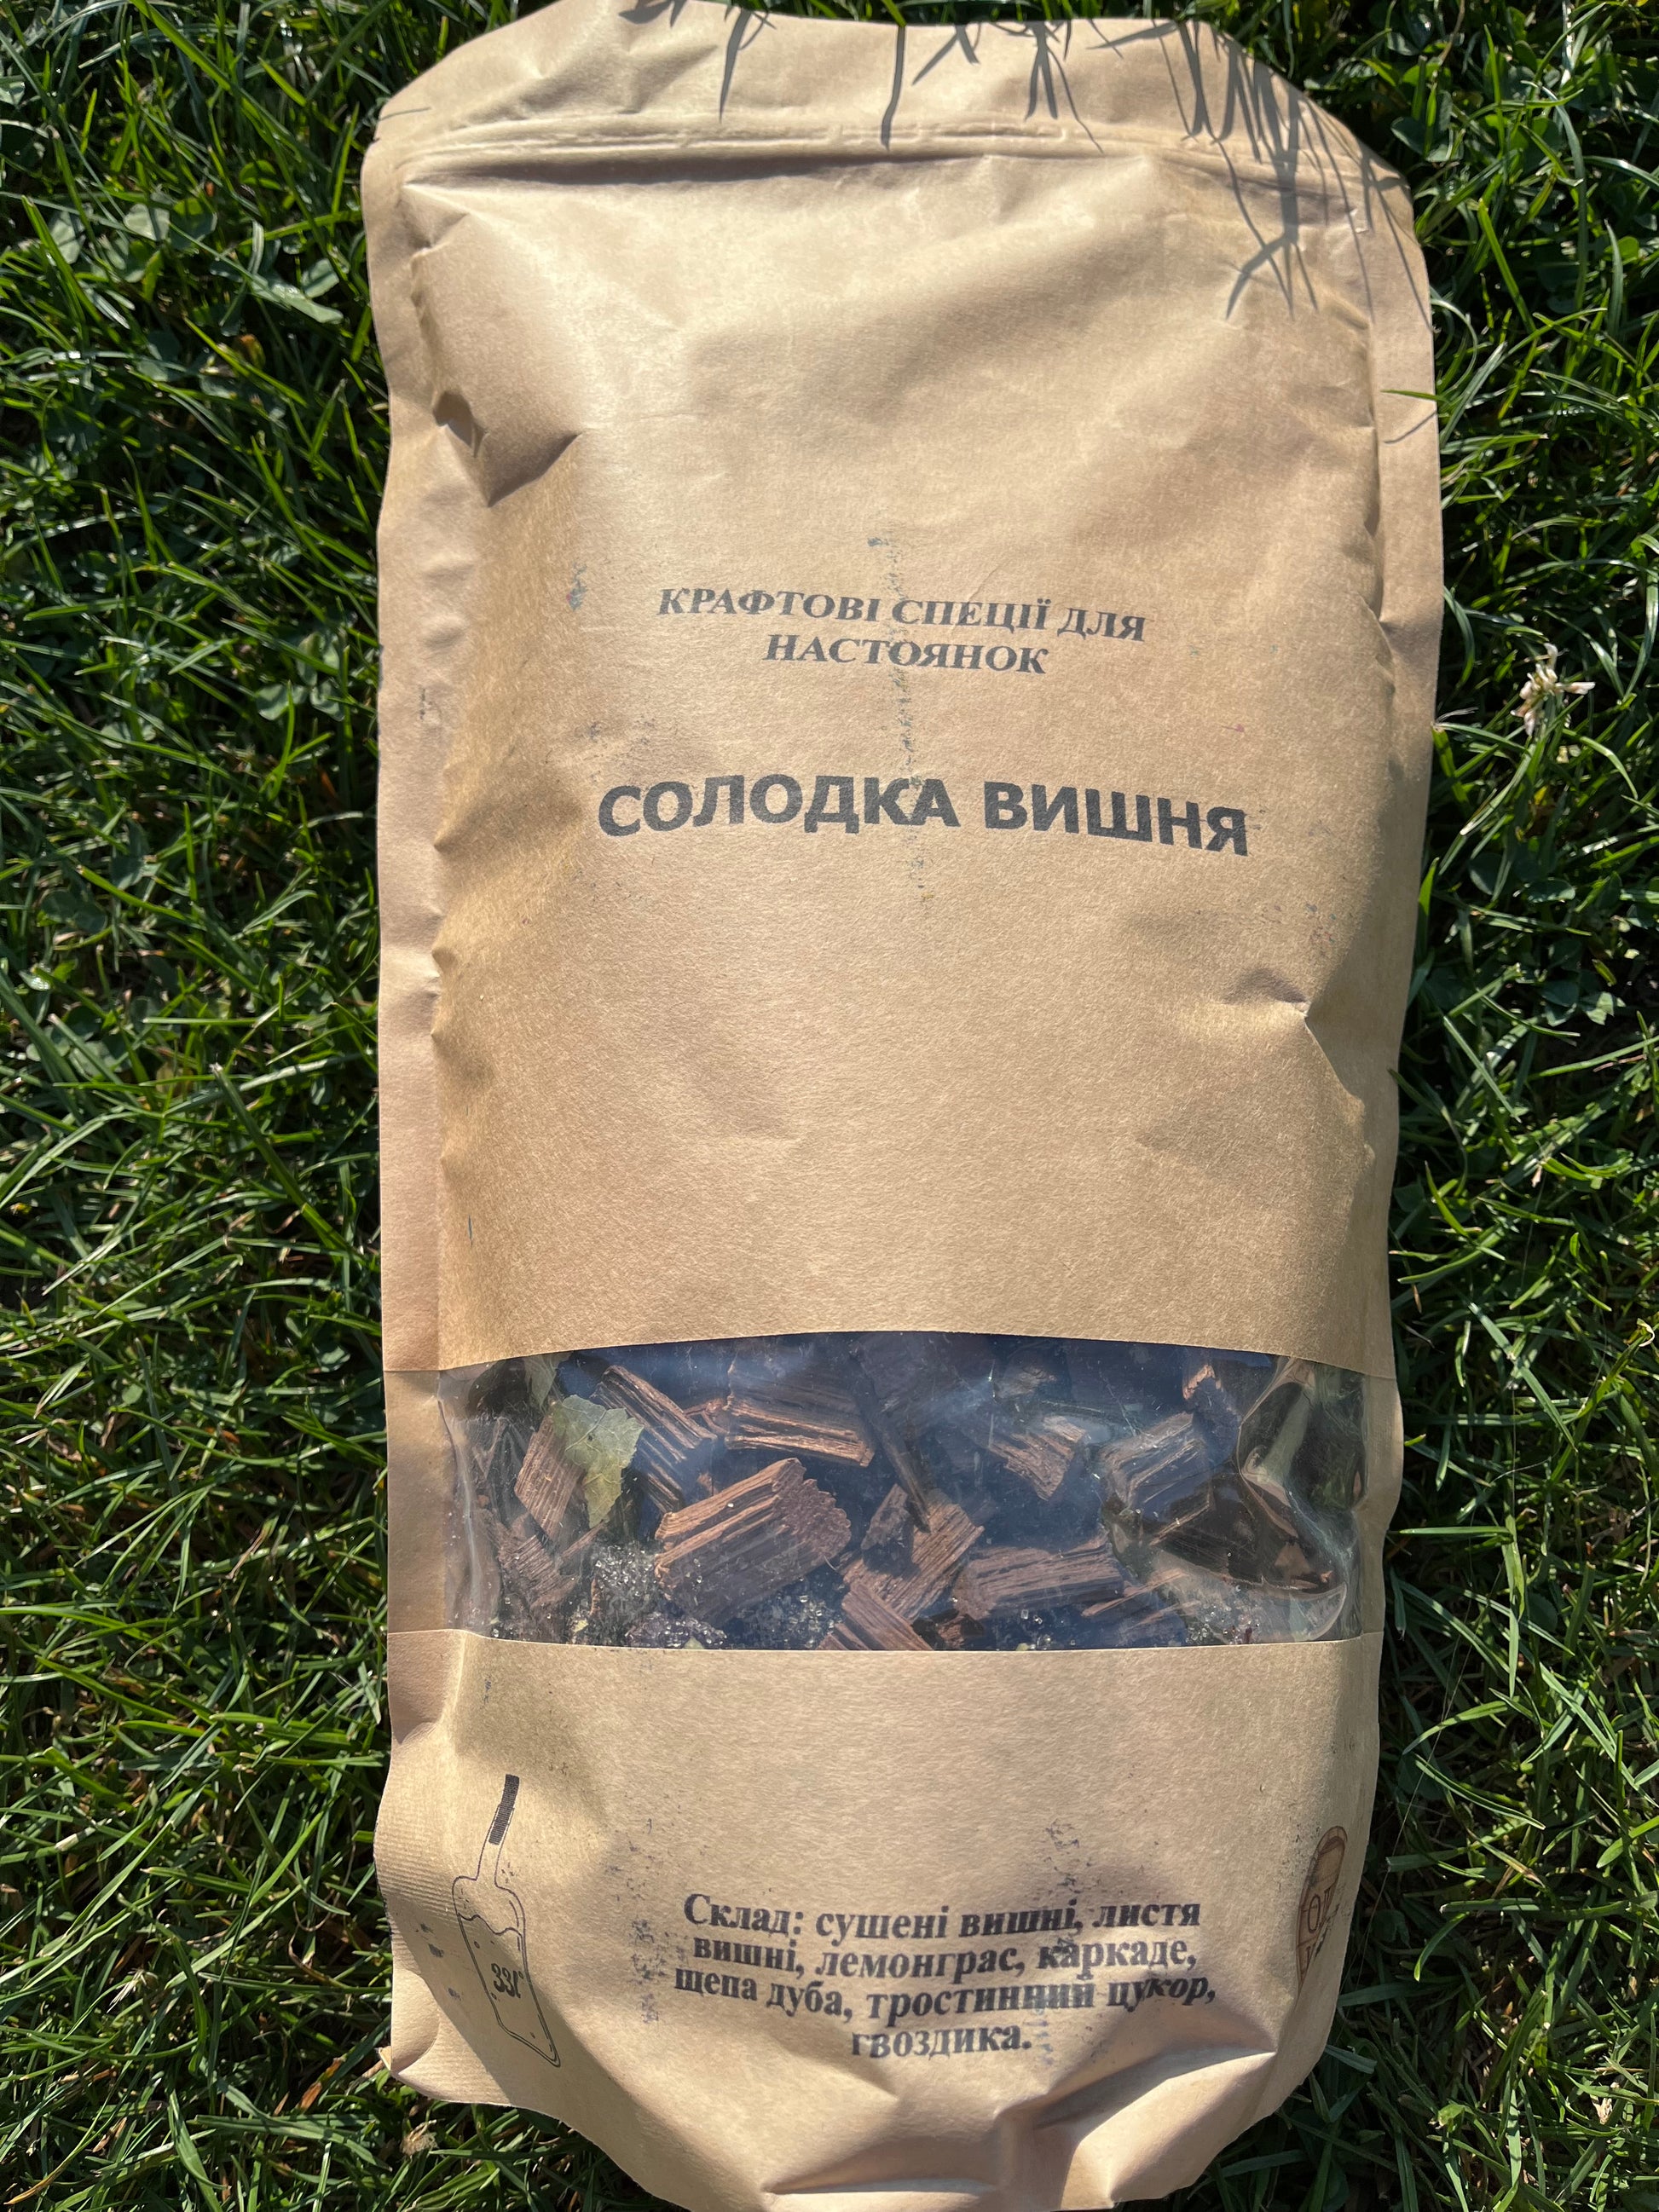 КРАФТОВІ СПЕЦІЇ ДЛЯ
НАСТОЯНОК
СОЛОДКА ВИШНЯ
Склад: сушені вишні, листя
вишні, лемонграс, каркаде,
щепа дуба, тростинний цукор,
гвоздика.